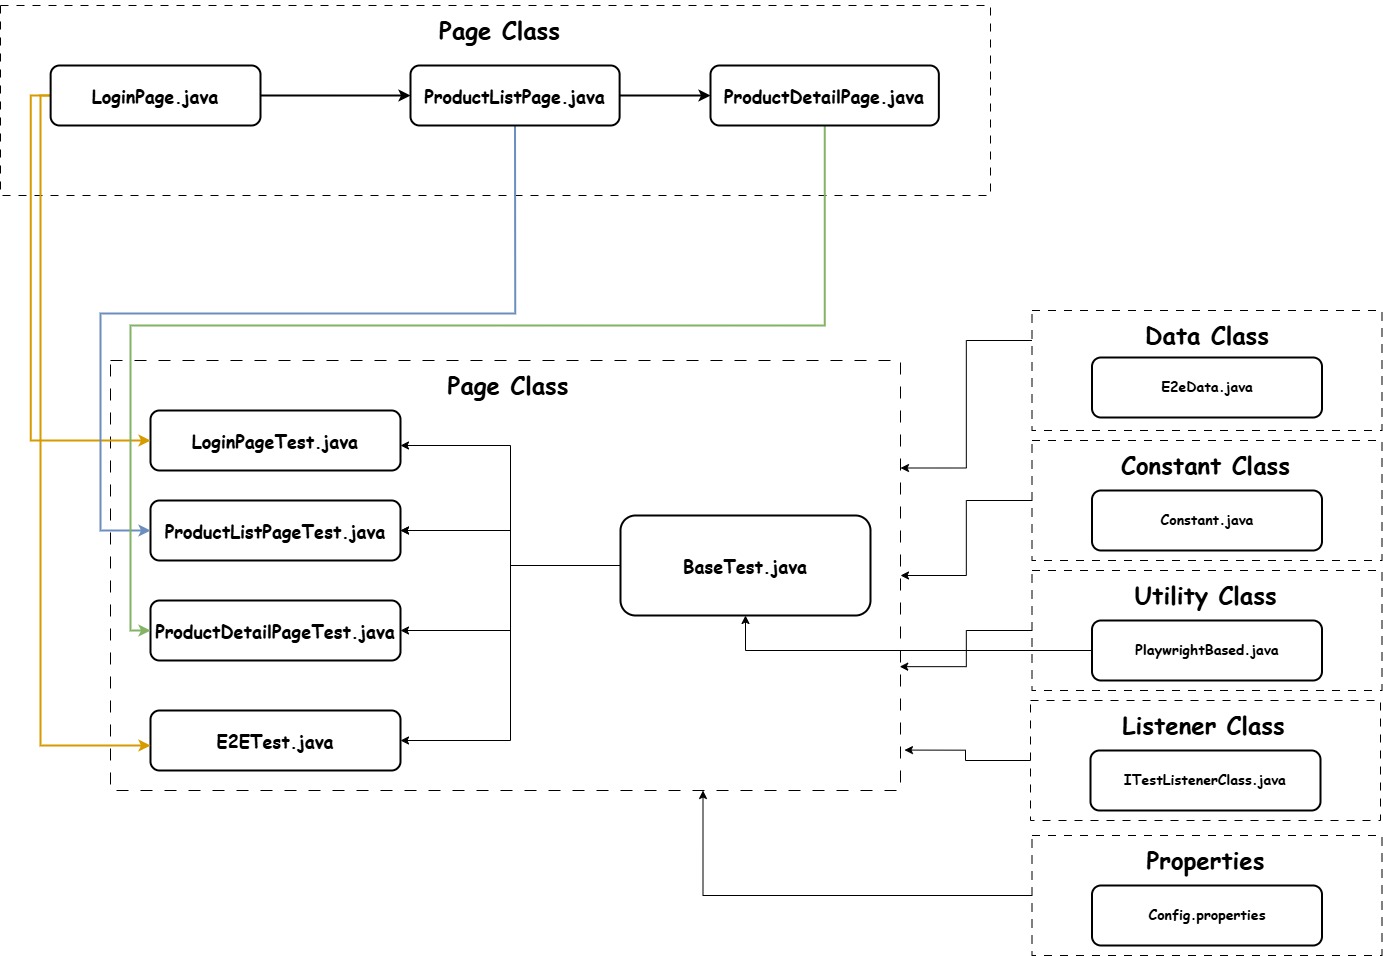 Page Class
LoginPage.java
ProductListPage.java
ProductDetailPage.java
Page Class
LoginPageTest.java
ProductListPageTest.java
ProductDetailPageTest.java
E2ETest.java
BaseTest.java
Data Class
E2eData.java
Constant Class
Constant.java
Utility Class
PlaywrightBased.java
Listener Class
ITestListenerClass.java
Properties
Config.properties